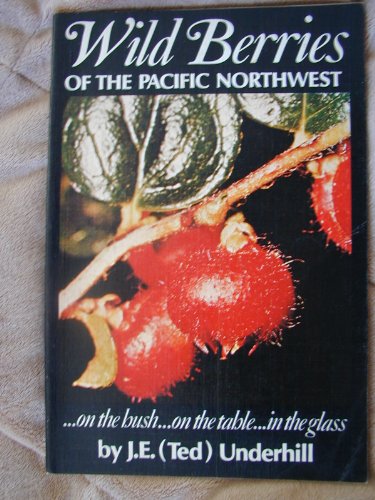 Wild Berries
OF THE PACIFIC NORTHWEST
...on the bush...on the table...in the glass
by J.E. (Ted) Underhill